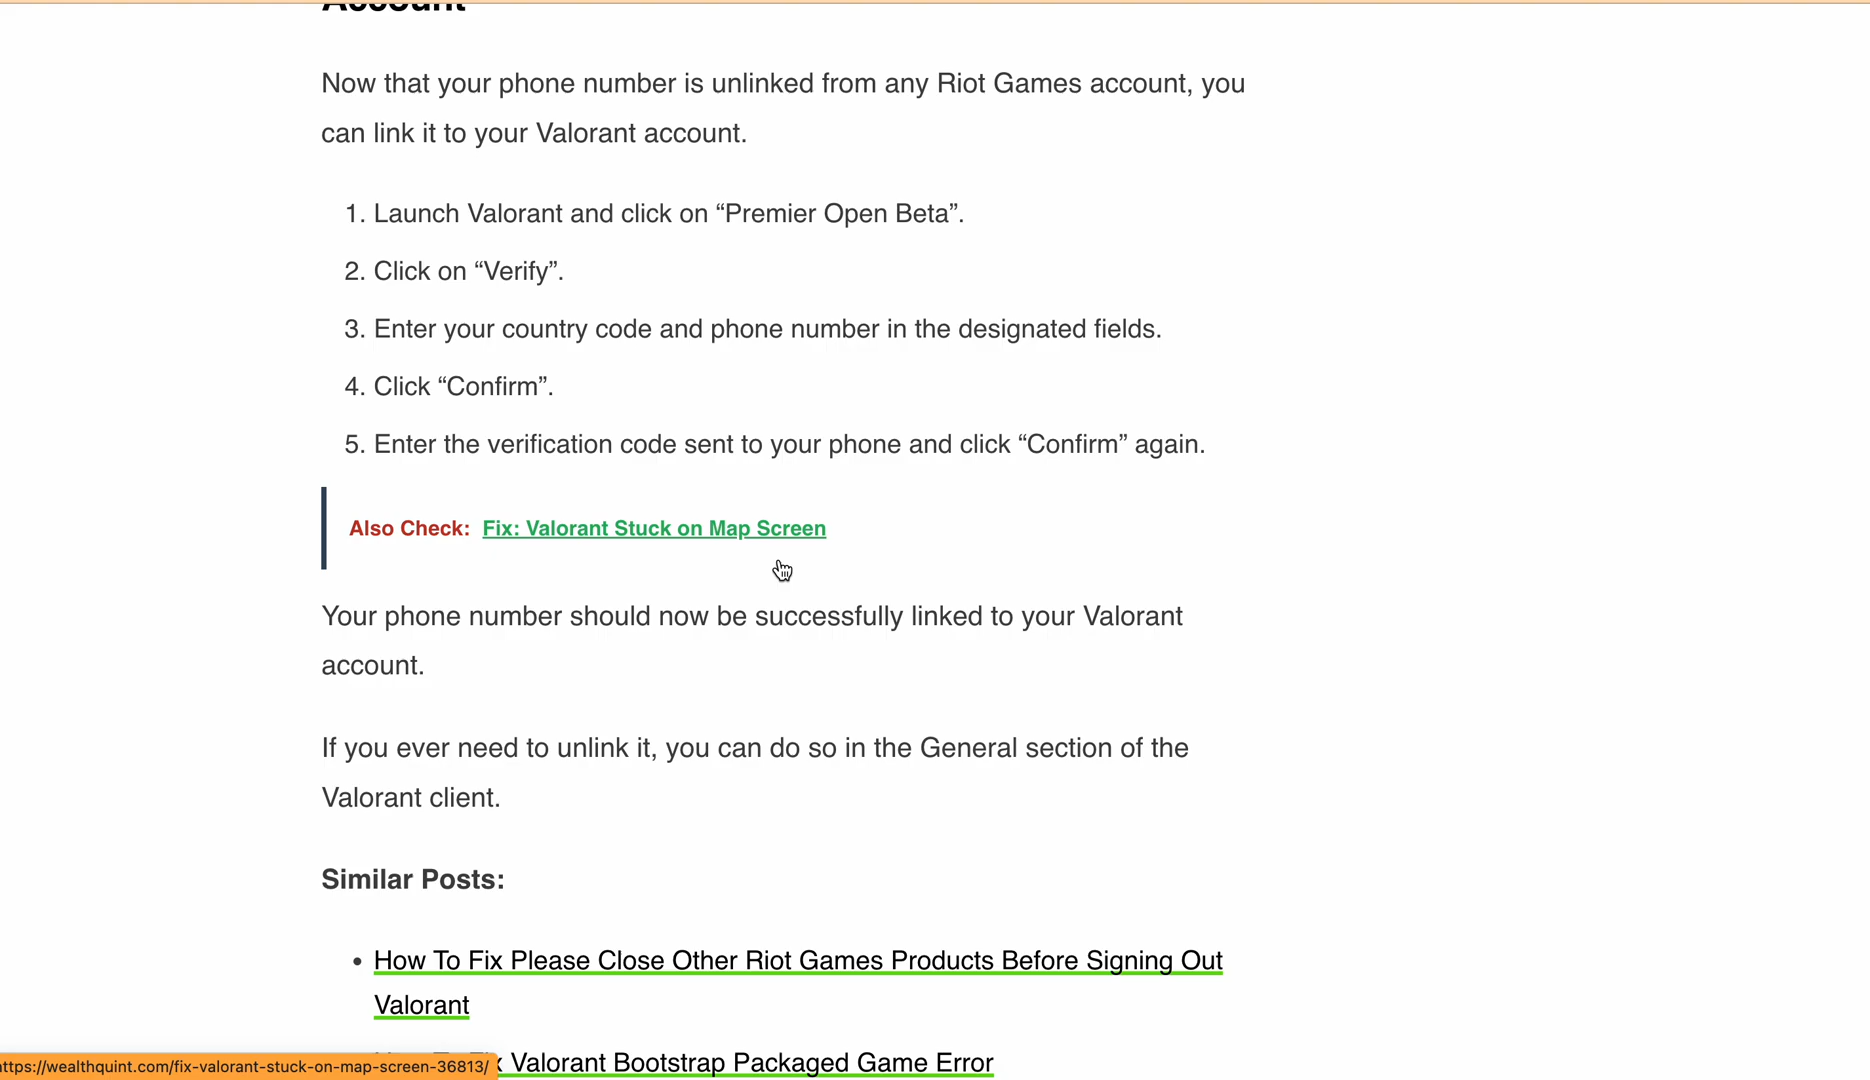 Account
Now that your phone number is unlinked from any Riot Games account, you
can link it to your Valorant account.
1. Launch Valorant and click on “Premier Open Beta”.
2. Click on “Verify”.
3. Enter your country code and phone number in the designated fields.
4. Click “Confirm”.
5. Enter the verification code sent to your phone and click “Confirm” again.
Also Check: Fix: Valorant Stuck on Map Screen
Your phone number should now be successfully linked to your Valorant
account.
If you ever need to unlink it, you can do so in the General section of the
Valorant client.
Similar Posts:
• How To Fix Please Close Other Riot Games Products Before Signing Out
Valorant
Valorant Bootstrap Packaged Game Error
https://wealthquint.com/fix-valorant-stuck-on-map-screen-36813/